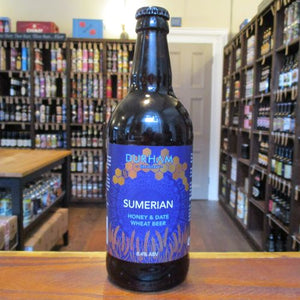 DURHAM
SUMERIAN
HONEY & DATE
WHEAT BEER